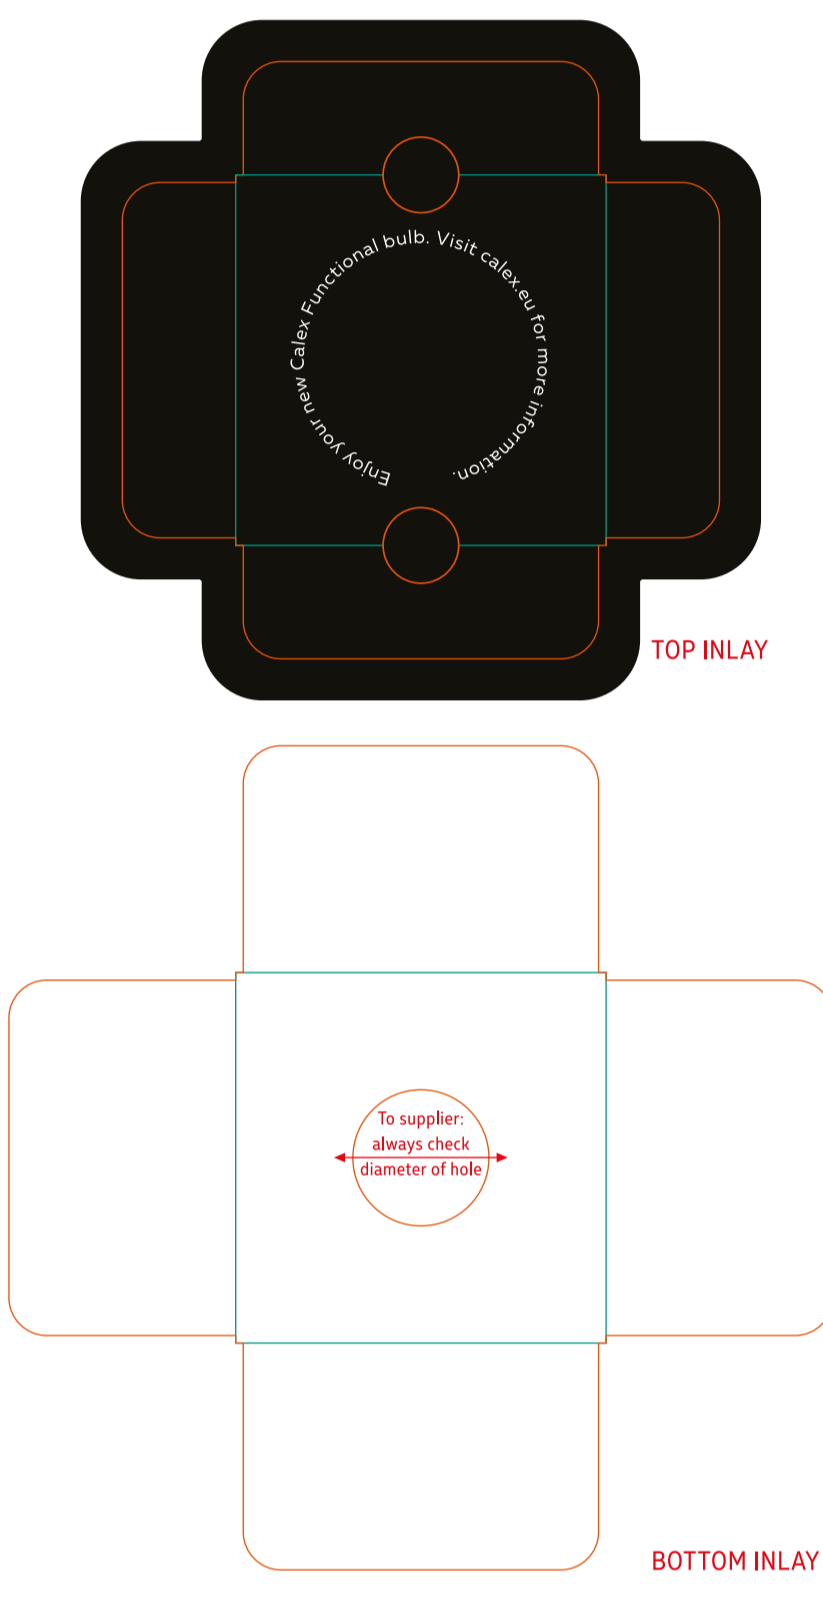 Enjoy your new Calex Functional bulb. Visit calex.eu for more information.
TOP INLAY
To supplier:
always check
diameter of hole
BOTTOM INLAY